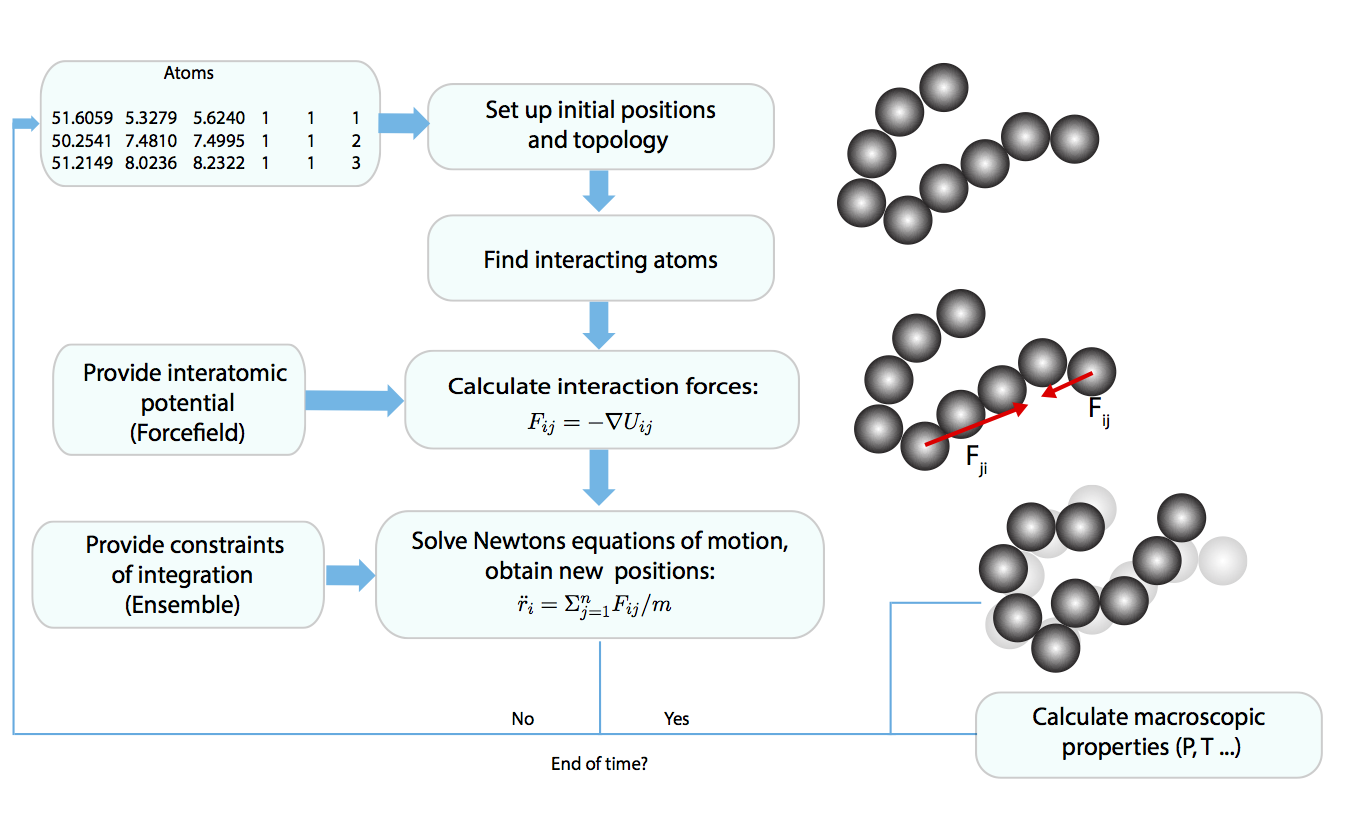 Atoms
51.6059 5.3279 5.6240 1 1 1
50.2541 7.4810 7.4995 1 1 2
51.2149 8.0236 8.2322 1 1 3
Set up initial positions
and topology
Find interacting atoms
Provide interatomic
potential
(Forcefield)
Calculate interaction forces:
F_{ij} = −∇U_{ij}
F_{ij}
F_{ji}
Provide constraints
of integration
(Ensemble)
Solve Newtons equations of motion,
obtain new positions:
r̈_i = Σ_{j=1}^n F_{ij}/m
No
Yes
End of time?
Calculate macroscopic
properties (P, T ...)